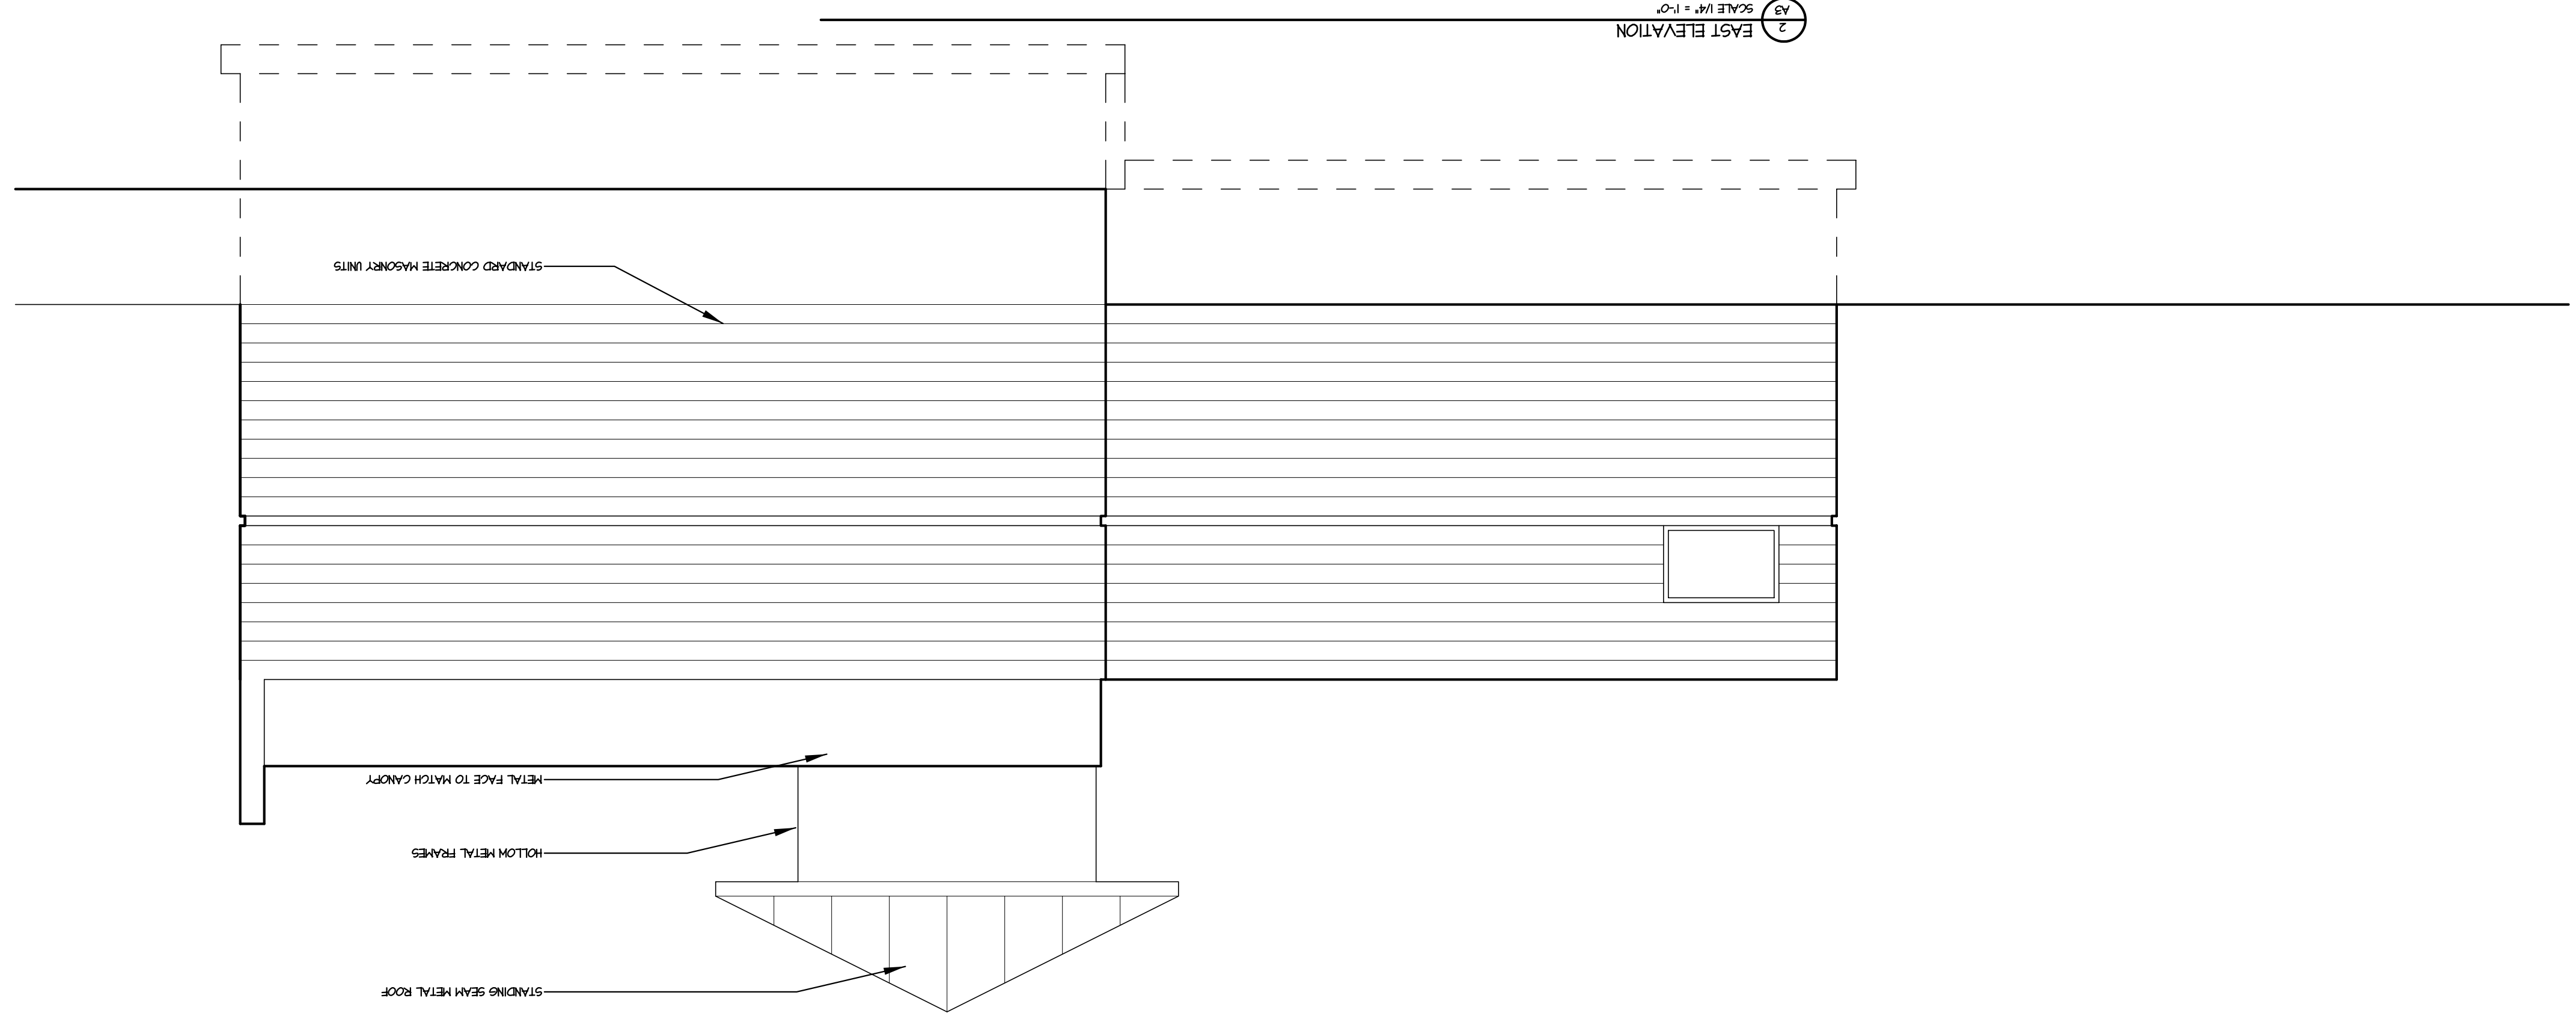 STANDING SEAM METAL ROOF
HOLLOW METAL FRAMES
METAL FACE TO MATCH CANOPY
STANDARD CONCRETE MASONRY UNITS
2 EAST ELEVATION
A3 SCALE 1/4" = 1'-0"